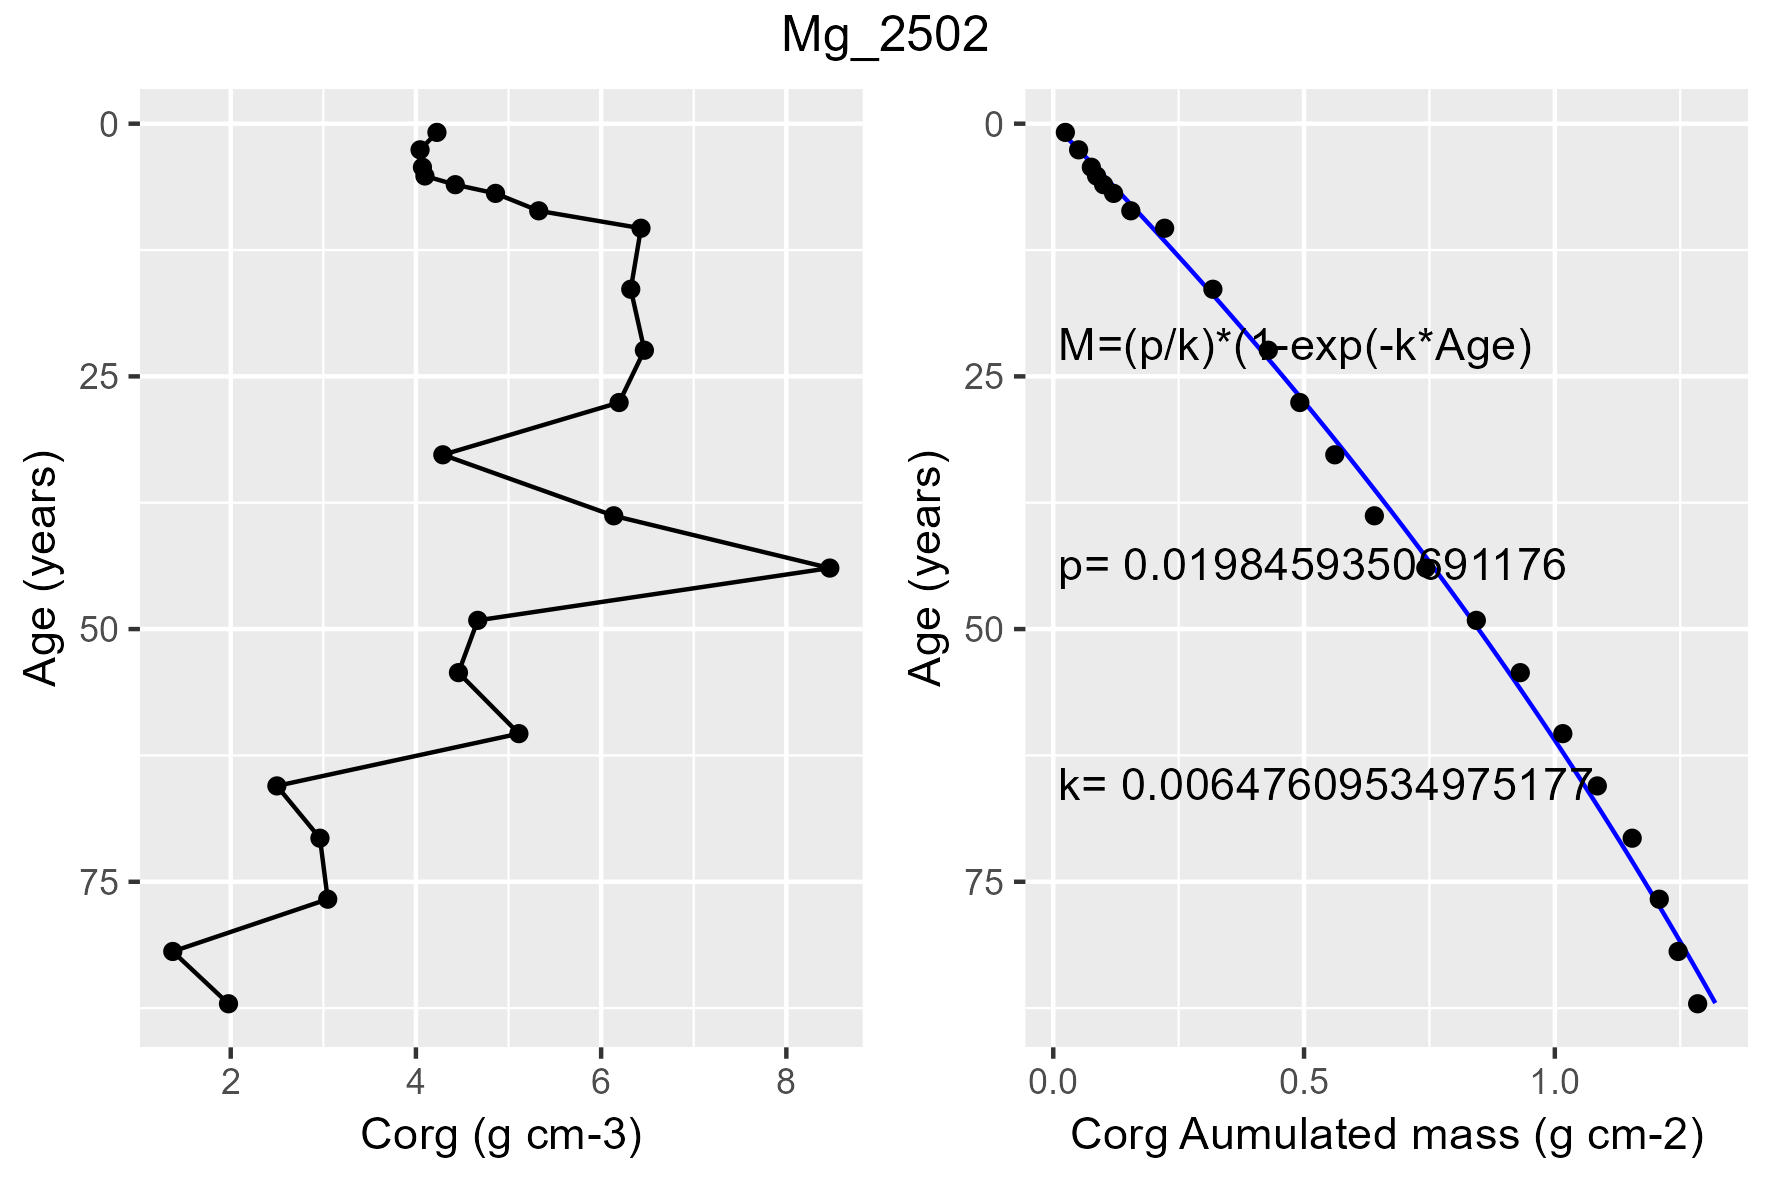 Mg_2502
0
25
50
75
Age (years)
2 4 6 8
Corg (g cm-3)
0
25
50
75
Age (years)
M=(p/k)*(1-exp(-k*Age)
p= 0.0198459350691176
k= 0.00647609534975177
0.0 0.5 1.0
Corg Aumulated mass (g cm-2)